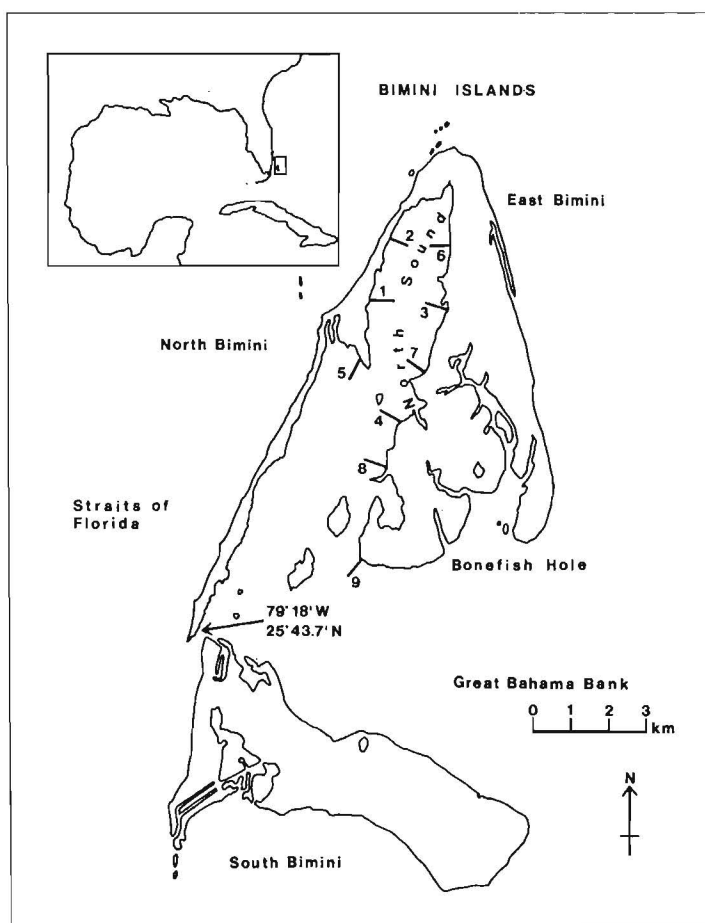 BIMINI ISLANDS
East Bimini
North Sound
2
6
1
3
North Bimini
7
5
4
8
Straits of
Florida
Bonefish Hole
9
79°18'W
25°43.7'N
Great Bahama Bank
0 1 2 3
km
N
South Bimini